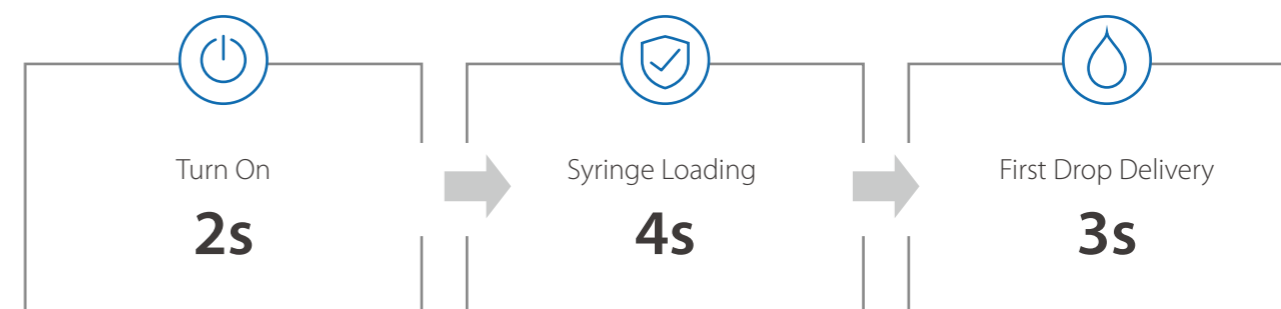 Turn On
2s
Syringe Loading
4s
First Drop Delivery
3s